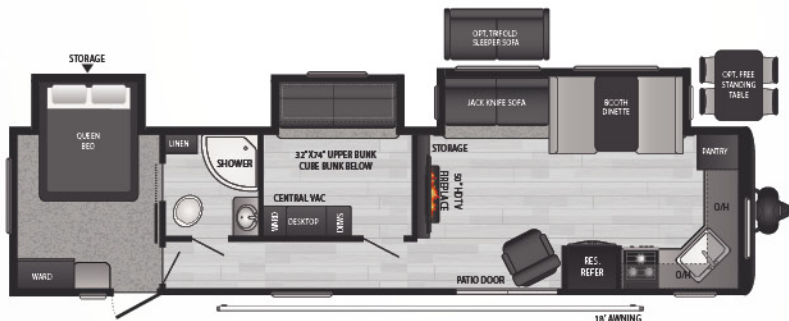 STORAGE
QUEEN
BED
WARD
LINEN
SHOWER
32"X74" UPPER BUNK
CUBE BUNK BELOW
CENTRAL VAC
WARD
DESKTOP
DWRS
OPT. TRIFOLD
SLEEPER SOFA
JACK KNIFE SOFA
BOOTH
DINETTE
OPT. FREE
STANDING
TABLE
STORAGE
50" HDTV
FIREPLACE
PANTRY
O/H
O/H
RES.
REFER
PATIO DOOR
18' AWNING